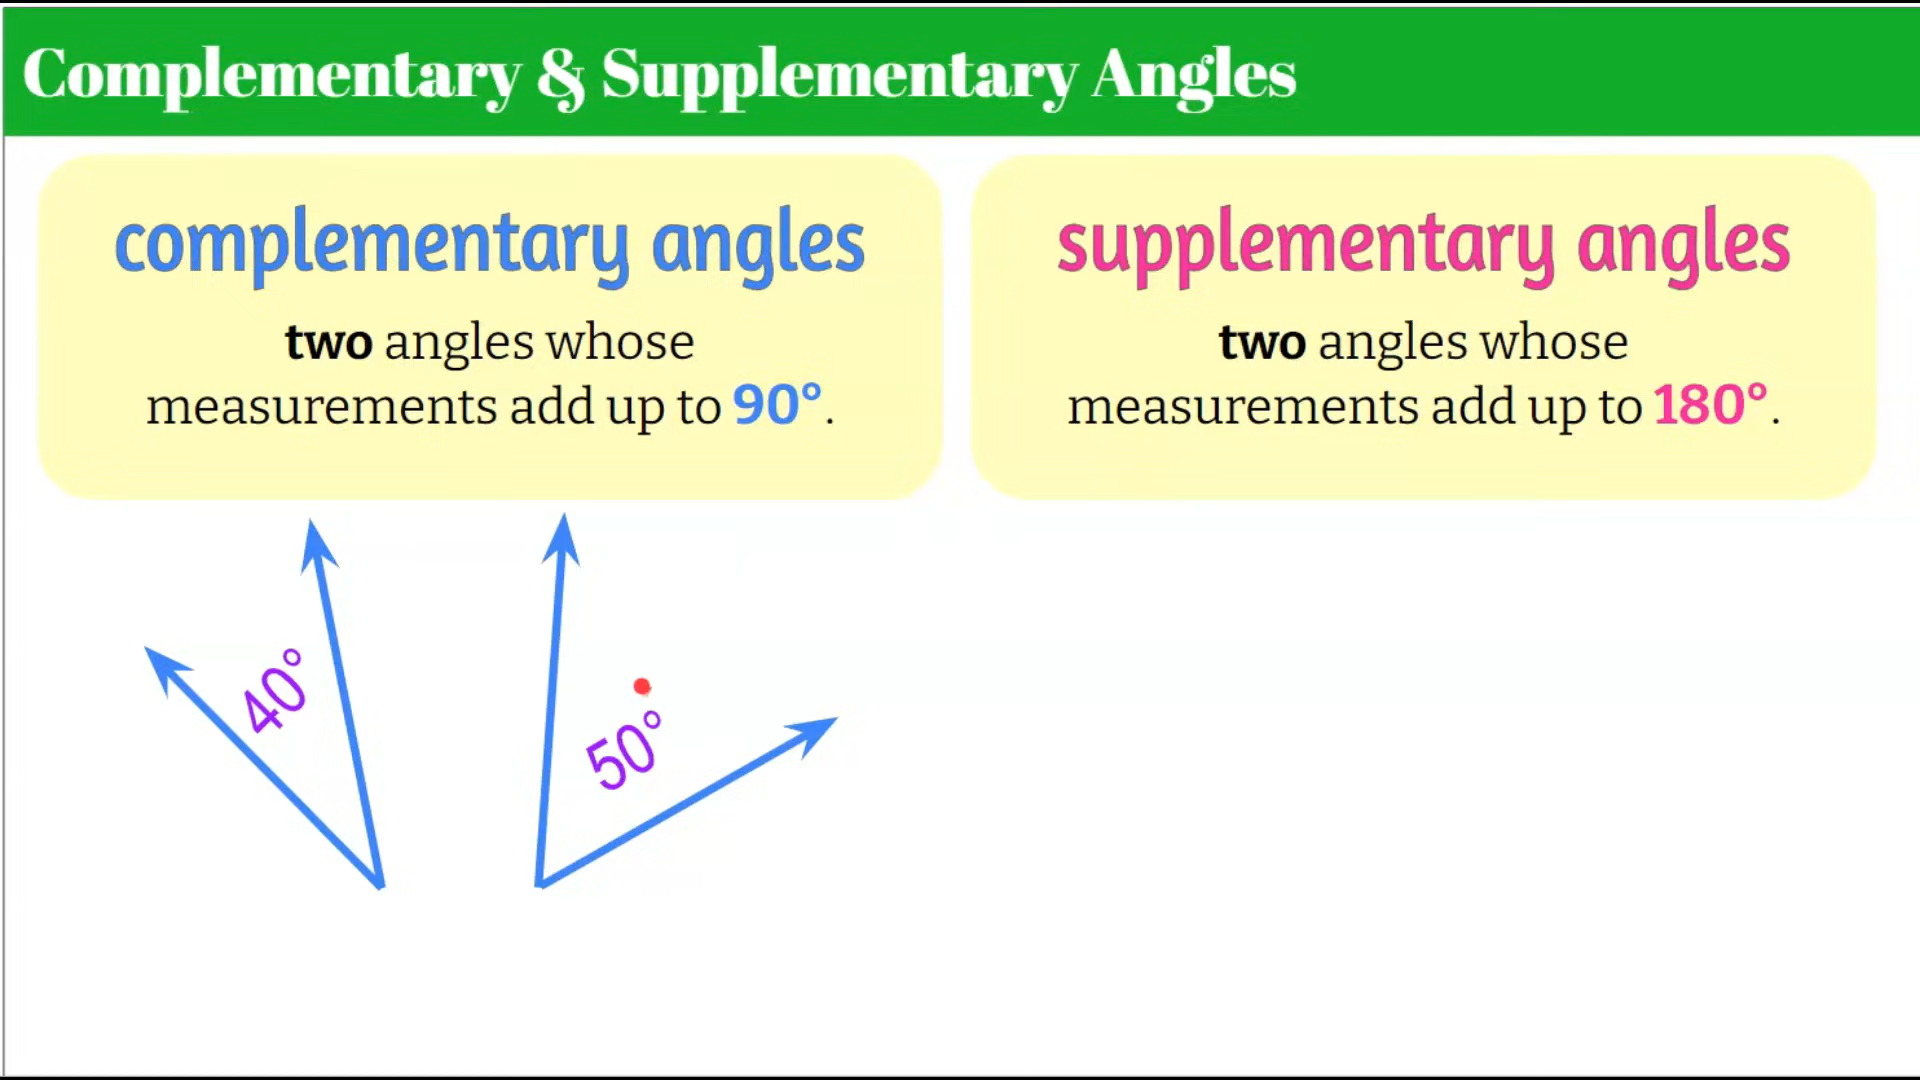 Complementary & Supplementary Angles
complementary angles
two angles whose
measurements add up to 90°.
supplementary angles
two angles whose
measurements add up to 180°.
40°
50°